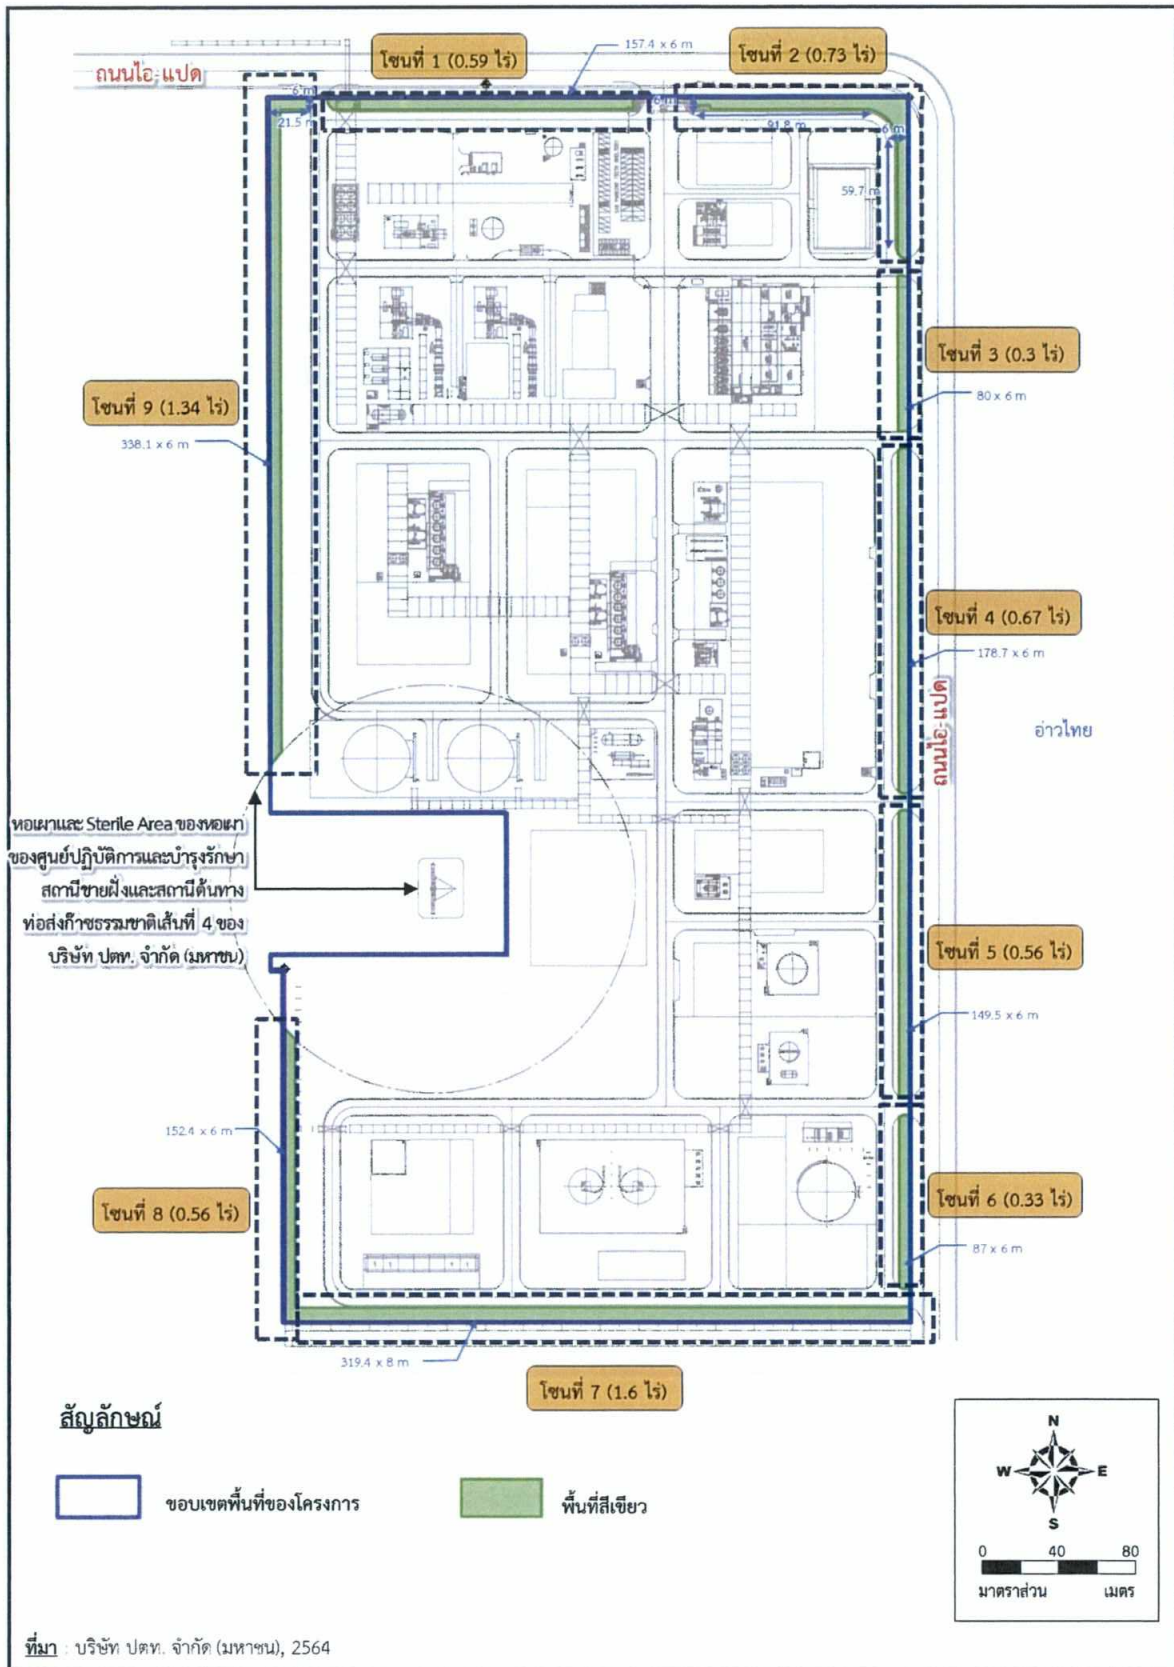 โซนที่ 1 (0.59 ไร่)
157.4 x 6 m
โซนที่ 2 (0.73 ไร่)
ถนนไอ-แปด
6 m
21.5 m
6 m
91.8 m
6 m
59.7 m
โซนที่ 3 (0.3 ไร่)
80 x 6 m
โซนที่ 9 (1.34 ไร่)
338.1 x 6 m
โซนที่ 4 (0.67 ไร่)
178.7 x 6 m
ถนนไอ-แปด
อ่าวไทย
หอเผาและ Sterile Area ของหอเผา
ของศูนย์ปฏิบัติการและบำรุงรักษา
สถานีชายฝั่งและสถานีต้นทาง
ท่อส่งก๊าซธรรมชาติเส้นที่ 4 ของ
บริษัท ปตท. จำกัด (มหาชน)
โซนที่ 5 (0.56 ไร่)
149.5 x 6 m
152.4 x 6 m
โซนที่ 8 (0.56 ไร่)
โซนที่ 6 (0.33 ไร่)
87 x 6 m
319.4 x 8 m
โซนที่ 7 (1.6 ไร่)
สัญลักษณ์
ขอบเขตพื้นที่ของโครงการ
พื้นที่สีเขียว
N
W
E
S
0 40 80
มาตราส่วน เมตร
ที่มา : บริษัท ปตท. จำกัด (มหาชน), 2564